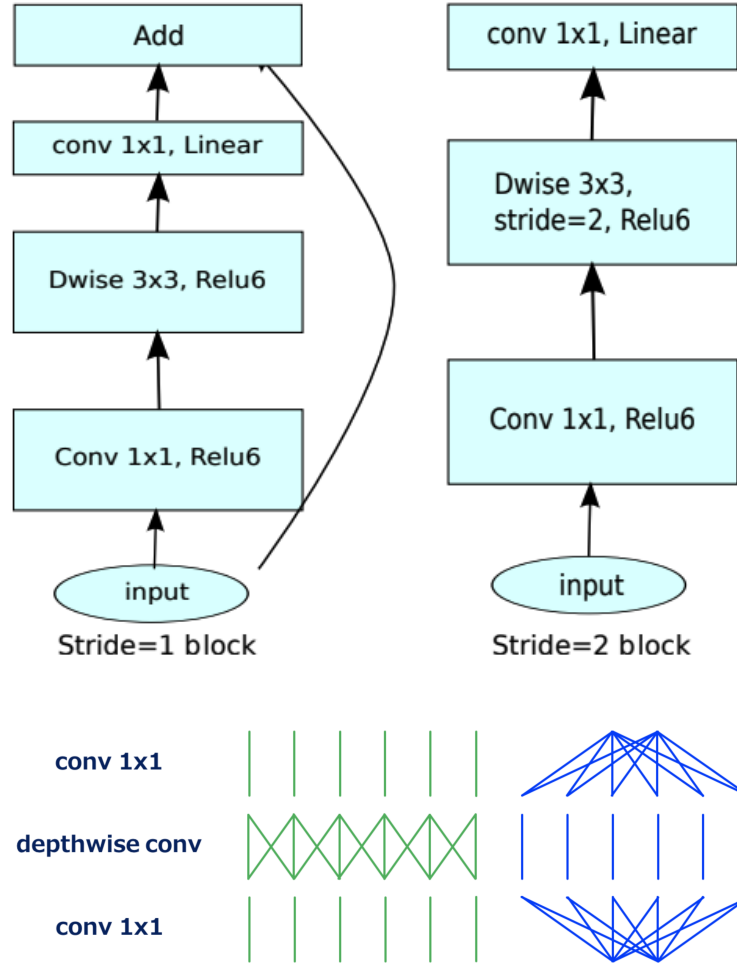 Add
conv 1x1, Linear
Dwise 3x3, Relu6
Conv 1x1, Relu6
input
Stride=1 block
conv 1x1, Linear
Dwise 3x3,
stride=2, Relu6
Conv 1x1, Relu6
input
Stride=2 block
conv 1x1
depthwise conv
conv 1x1